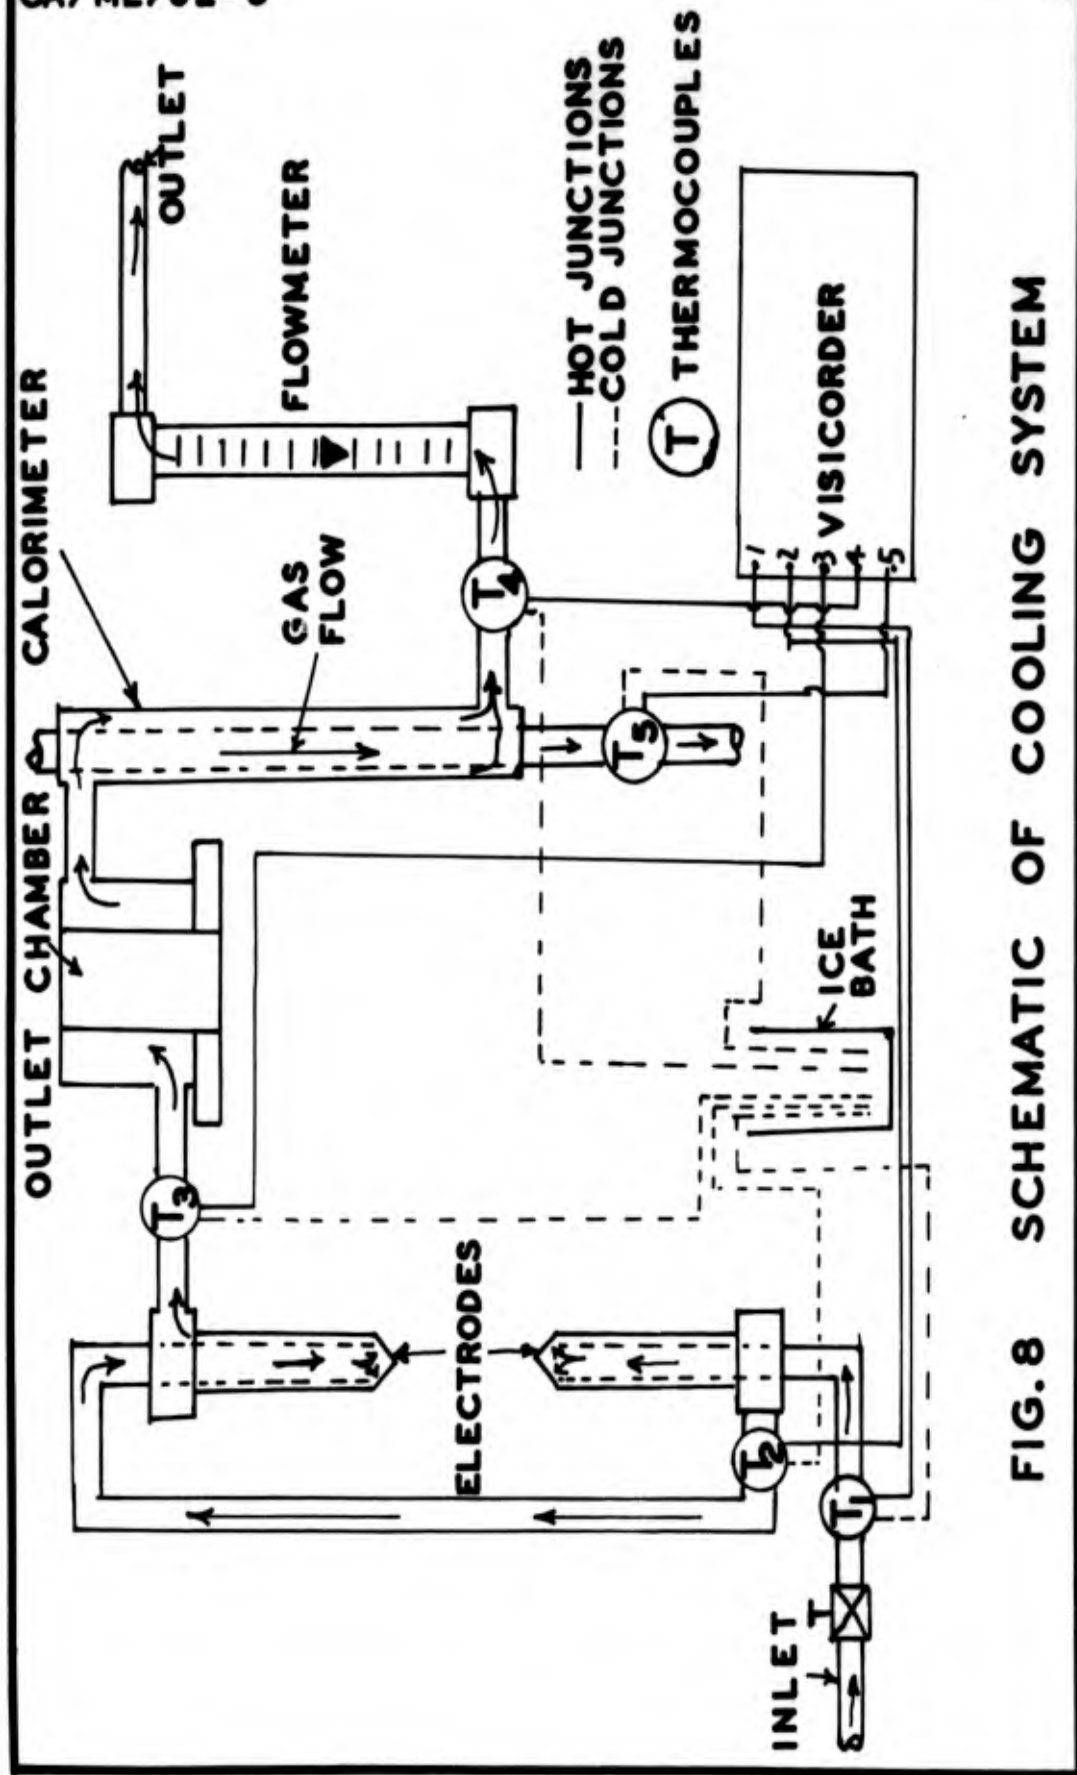 OUTLET CHAMBER
CALORIMETER
OUTLET
FLOWMETER
GAS
FLOW
T3
T4
T5
HOT JUNCTIONS
COLD JUNCTIONS
T THERMOCOUPLES
ELECTRODES
ICE
BATH
VISICORDER
1
2
3
4
5
T2
T1
INLET
FIG.8 SCHEMATIC OF COOLING SYSTEM